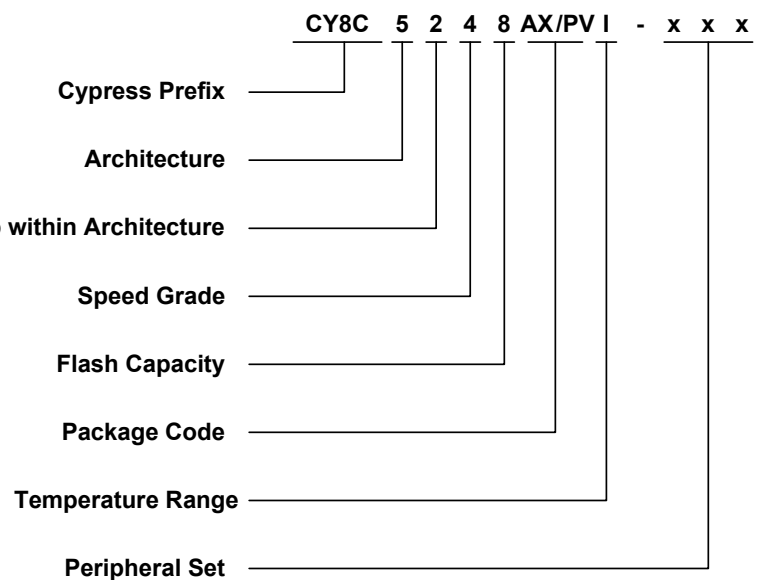 CY8C 5 2 4 8 AX/PV I - x x x
Cypress Prefix
Architecture
within Architecture
Speed Grade
Flash Capacity
Package Code
Temperature Range
Peripheral Set